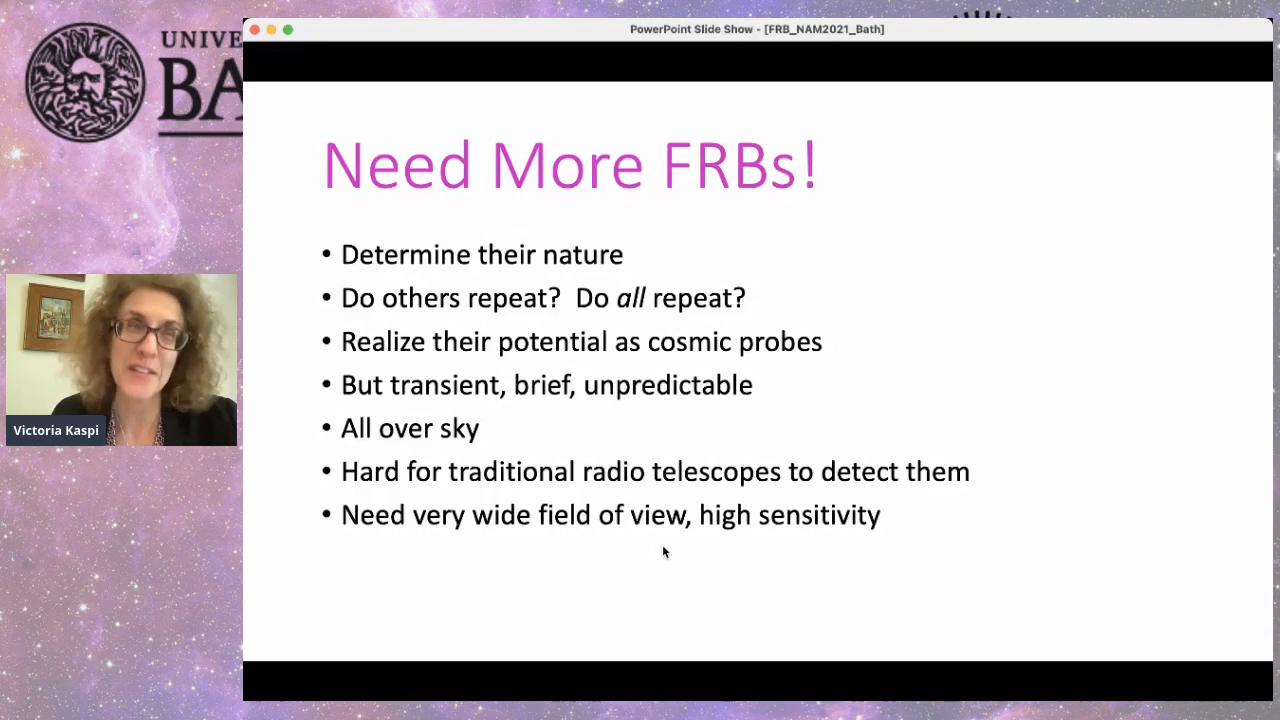 UNIVE
BA
PowerPoint Slide Show - [FRB_NAM2021_Bath]
Need More FRBs!
• Determine their nature
• Do others repeat? Do all repeat?
• Realize their potential as cosmic probes
• But transient, brief, unpredictable
• All over sky
• Hard for traditional radio telescopes to detect them
• Need very wide field of view, high sensitivity
Victoria Kaspi